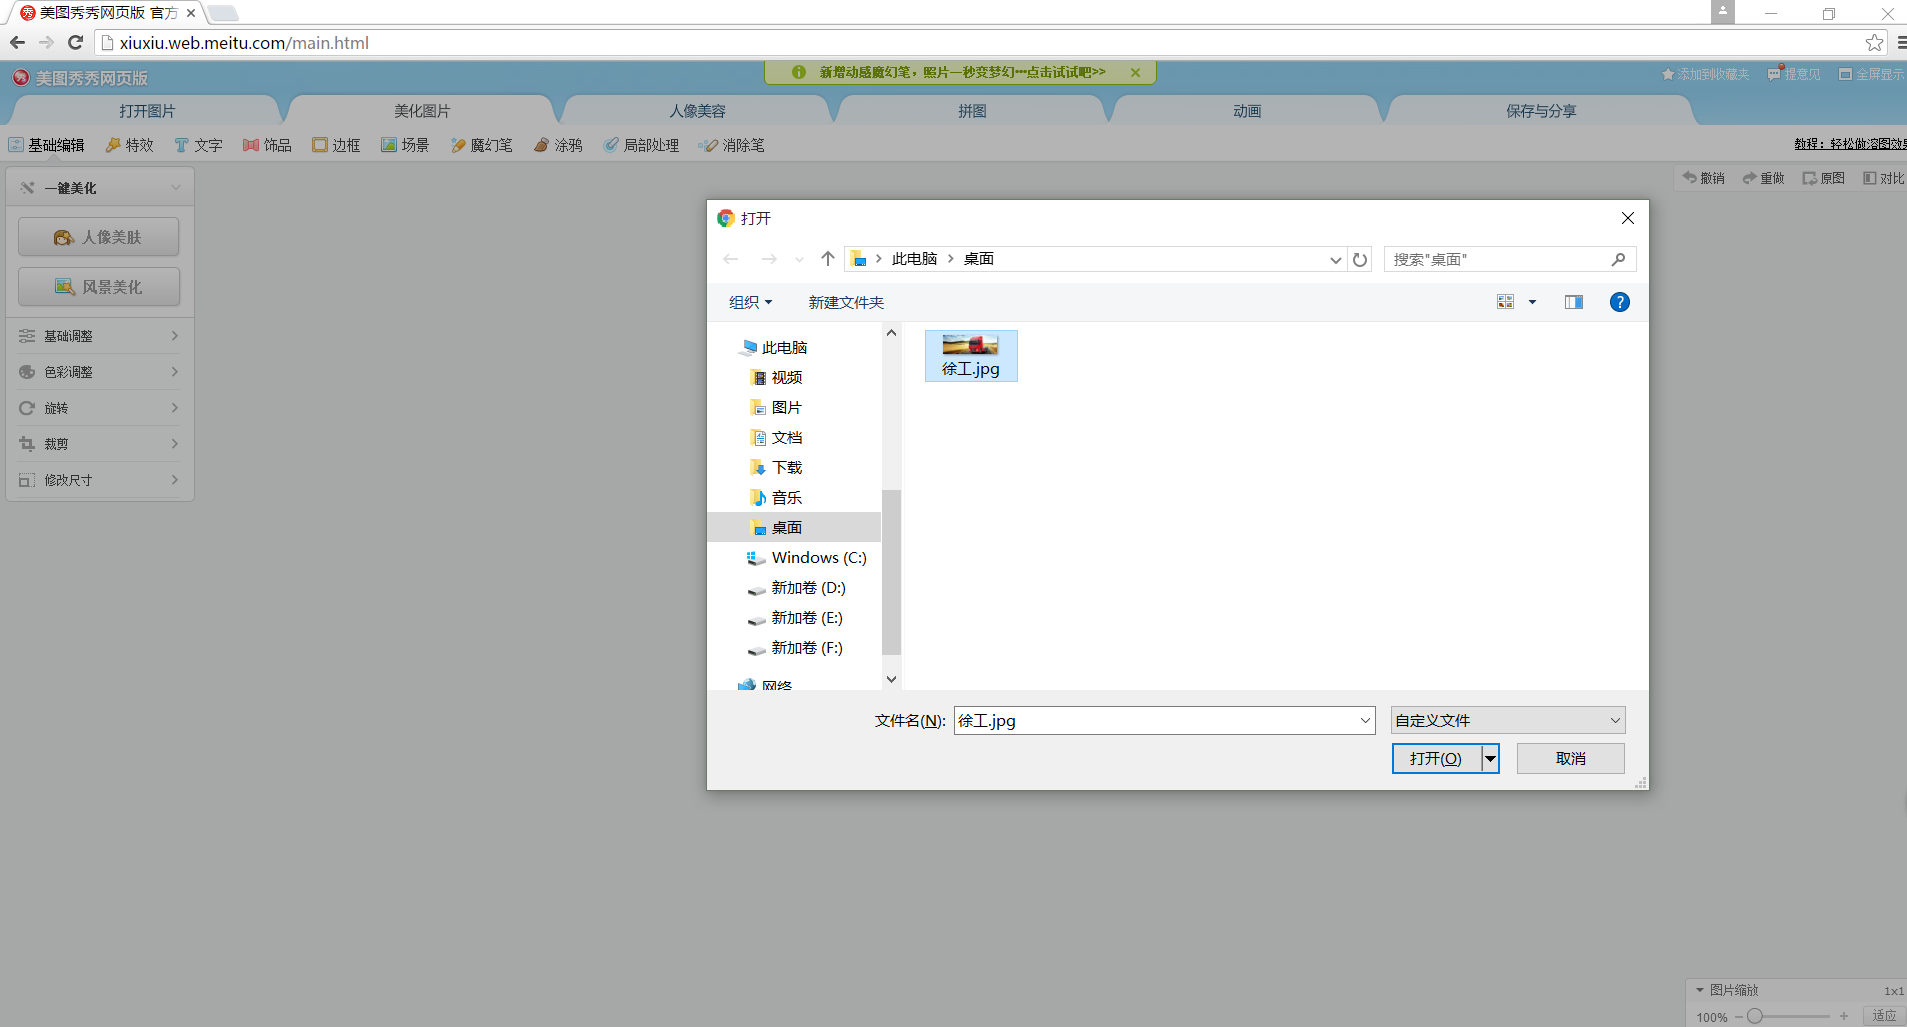 美图秀秀网页版 官方
xiuxiu.web.meitu.com/main.html
美图秀秀网页版
新增动感魔幻笔，照片一秒变梦幻···点击试试吧>>
添加到收藏夹 提意见 全屏显示
打开图片 美化图片 人像美容 拼图 动画 保存与分享
基础编辑 特效 文字 饰品 边框 场景 魔幻笔 涂鸦 局部处理 消除笔
教程：轻松做溶图效果
撤销 重做 原图 对比
一键美化
人像美肤
风景美化
基础调整
色彩调整
旋转
裁剪
修改尺寸
打开
此电脑 桌面
搜索"桌面"
组织 新建文件夹
此电脑
视频
图片
文档
下载
音乐
桌面
Windows (C:)
新加卷 (D:)
新加卷 (E:)
新加卷 (F:)
网络
徐工.jpg
文件名(N): 徐工.jpg 自定义文件
打开(O) 取消
图片缩放 1x1
100% 适应